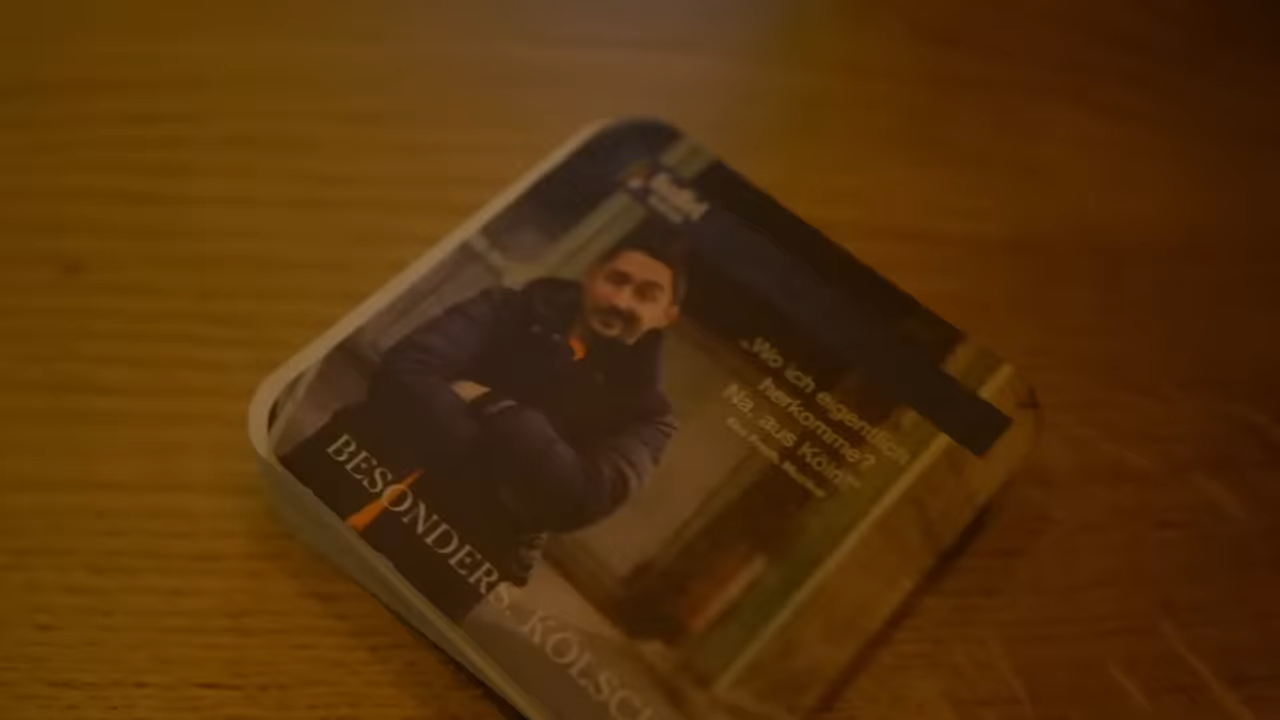 „Wo ich eigentlich
herkomme?
Na, aus Köln"
BESONDERS. KÖLSCH